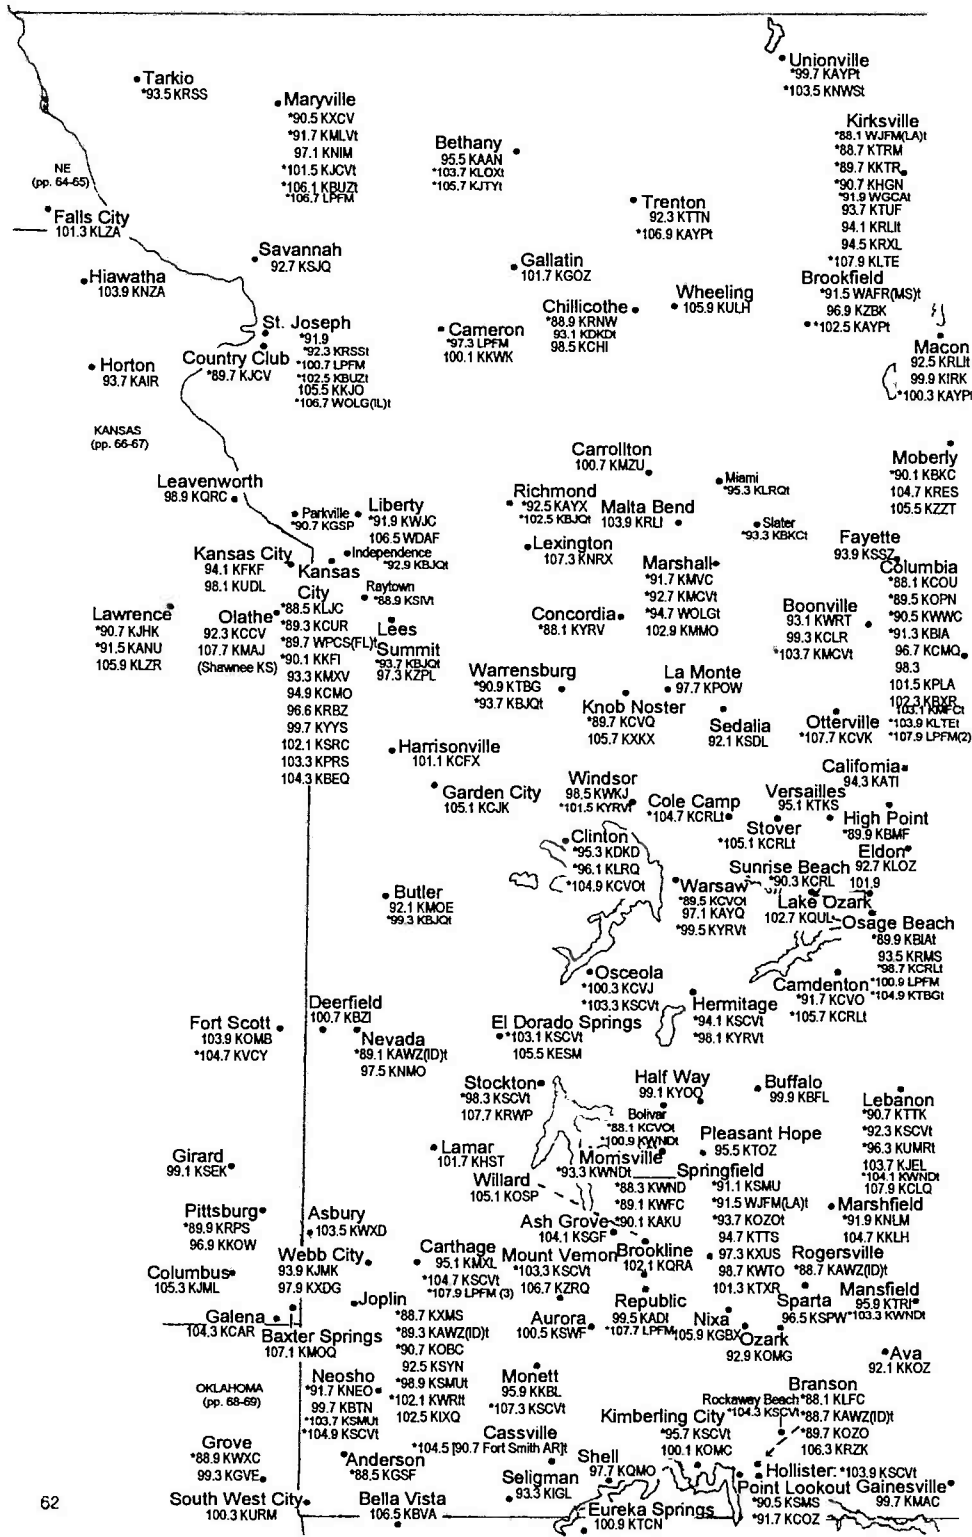 Unionville
*99.7 KAYPt
*103.5 KNWSt
Tarkio
*93.5 KRSS
Maryville
*90.5 KXCV
*91.7 KMLVt
97.1 KNIM
*101.5 KJCVt
*106.1 KBUZt
*106.7 LPFM
Kirksville
*88.1 WJFM(LA)t
*88.7 KTRM
*89.7 KKTR
*90.7 KHGN
*91.9 WGCAt
93.7 KTUF
94.1 KRLIt
94.5 KRXL
*107.9 KLTE
Bethany
95.5 KAAN
*103.7 KLOXt
*105.7 KJTYt
NE
(pp. 64-65)
Trenton
92.3 KTTN
*106.9 KAYPt
Falls City
101.3 KLZA
Savannah
92.7 KSJQ
Gallatin
101.7 KGOZ
Hiawatha
103.9 KNZA
Brookfield
*91.5 WAFR(MS)t
96.9 KZBK
*102.5 KAYPt
Wheeling
105.9 KULH
Chillicothe
*88.9 KRNW
93.1 KDKDt
98.5 KCHI
St. Joseph
*91.9
*92.3 KRSSt
*100.7 LPFM
*102.5 KBUZt
105.5 KKJO
*106.7 WOLG(IL)t
Cameron
*97.3 LPFM
100.1 KKWK
Macon
92.5 KRLIt
99.9 KIRK
*100.3 KAYPt
Country Club
*89.7 KJCV
Horton
93.7 KAIR
KANSAS
(pp. 66-67)
Carrollton
100.7 KMZU
Moberly
*90.1 KBKC
104.7 KRES
105.5 KZZT
Leavenworth
98.9 KQRC
Miami
*95.3 KLRQt
Richmond
*92.5 KAYX
*102.5 KBJQt
Malta Bend
103.9 KRLI
Parkville
*90.7 KGSP
Liberty
*91.9 KWJC
106.5 WDAF
Slater
*93.3 KBKCt
Fayette
93.9 KSSZ
Lexington
107.3 KNRX
Kansas City
94.1 KFKF
98.1 KUDL
Independence
*92.9 KBJQt
Marshall
*91.7 KMVC
*92.7 KMCVt
*94.7 WOLGt
102.9 KMMO
Columbia
*88.1 KCOU
*89.5 KOPN
*90.5 KWWC
*91.3 KBIA
96.7 KCMQ
98.3
101.5 KPLA
102.3 KBXR
103.1 KMFCt
*103.9 KLTEt
*107.9 LPFM(2)
Kansas
City
*88.5 KLJC
*89.3 KCUR
*89.7 WPCS(FL)t
*90.1 KKFI
93.3 KMXV
94.9 KCMO
96.6 KRBZ
99.7 KYYS
102.1 KSRC
103.3 KPRS
104.3 KBEQ
Raytown
*88.9 KSIVt
Lawrence
*90.7 KJHK
*91.5 KANU
105.9 KLZR
Olathe
92.3 KCCV
107.7 KMAJ
(Shawnee KS)
Lees
Summit
*93.7 KBJQt
97.3 KZPL
Concordia
*88.1 KYRV
Boonville
93.1 KWRT
99.3 KCLR
*103.7 KMCVt
Warrensburg
*90.9 KTBG
*93.7 KBJQt
La Monte
97.7 KPOW
Knob Noster
*89.7 KCVQ
105.7 KXKX
Sedalia
92.1 KSDL
Otterville
*107.7 KCVK
Harrisonville
101.1 KCFX
California
94.3 KATI
Garden City
105.1 KCJK
Windsor
98.5 KWKJ
*101.5 KYRVt
Cole Camp
*104.7 KCRLt
Versailles
95.1 KTKS
Stover
*105.1 KCRLt
High Point
*89.9 KBMF
Clinton
*95.3 KDKD
*96.1 KLRQ
*104.9 KCVOt
Eldon
92.7 KLOZ
101.9
Sunrise Beach
*90.3 KCRL
Warsaw
*89.5 KCVOt
97.1 KAYQ
*99.5 KYRVt
Butler
92.1 KMOE
*99.3 KBJQt
Lake Ozark
102.7 KQUL
Osage Beach
*89.9 KBIAt
93.5 KRMS
*98.7 KCRLt
*100.9 LPFM
*104.9 KTBGt
Osceola
*100.3 KCVJ
*103.3 KSCVt
Camdenton
*91.7 KCVO
*105.7 KCRLt
Hermitage
*94.1 KSCVt
*98.1 KYRVt
Deerfield
100.7 KBZI
Fort Scott
103.9 KOMB
*104.7 KVCY
Nevada
*89.1 KAWZ(ID)t
97.5 KNMO
El Dorado Springs
*103.1 KSCVt
105.5 KESM
Stockton
*98.3 KSCVt
107.7 KRWP
Half Way
99.1 KYOO
Buffalo
99.9 KBFL
Bolivar
*88.1 KCVOt
*100.9 KWNDt
Lebanon
*90.7 KTTK
*92.3 KSCVt
*96.3 KUMRt
103.7 KJEL
*104.1 KWNDt
107.9 KCLQ
Lamar
101.7 KHST
Pleasant Hope
95.5 KTOZ
Girard
99.1 KSEK
Morrisville
*93.3 KWNDt
Willard
105.1 KOSP
Springfield
*88.3 KWND
*89.1 KWFC
*90.1 KAKU
*91.1 KSMU
*91.5 WJFM(LA)t
*93.7 KOZOt
94.7 KTTS
97.3 KXUS
98.7 KWTO
101.3 KTXR
Pittsburg
*89.9 KRPS
96.9 KKOW
Asbury
103.5 KWXD
Ash Grove
104.1 KSGF
Marshfield
*91.9 KNLM
104.7 KKLH
Webb City
93.9 KJMK
97.9 KXDG
Carthage
95.1 KMXL
*104.7 KSCVt
*107.9 LPFM (3)
Mount Vernon
*103.3 KSCVt
106.7 KZRQ
Brookline
102.1 KQRA
Rogersville
*88.7 KAWZ(ID)t
Columbus
105.3 KJML
Mansfield
95.9 KTRI
*103.3 KWNDt
Galena
104.3 KCAR
Joplin
*88.7 KXMS
*89.3 KAWZ(ID)t
*90.7 KOBC
92.5 KSYN
*98.9 KSMUt
*102.1 KWRIt
102.5 KIXQ
Aurora
100.5 KSWF
Republic
99.5 KADI
*107.7 LPFM
Nixa
105.9 KGBX
Sparta
96.5 KSPW
Ozark
92.9 KOMG
Baxter Springs
107.1 KMOQ
Ava
92.1 KKOZ
Neosho
*91.7 KNEO
99.7 KBTN
*103.7 KSMUt
*104.9 KSCVt
Monett
95.9 KKBL
*107.3 KSCVt
OKLAHOMA
(pp. 68-69)
Branson
*88.1 KLFC
*88.7 KAWZ(ID)t
*89.7 KOZO
106.3 KRZK
Rockaway Beach
*104.3 KSCVt
Kimberling City
*95.7 KSCVt
100.1 KOMC
Cassville
*104.5 [90.7 Fort Smith AR]t
Grove
*88.9 KWXC
99.3 KGVE
Anderson
*88.5 KGSF
Shell
97.7 KQMO
Seligman
93.3 KIGL
Hollister: *103.9 KSCVt
Point Lookout
*90.5 KSMS
*91.7 KCOZ
Gainesville
99.7 KMAC
62
South West City
100.3 KURM
Bella Vista
106.5 KBVA
Eureka Springs
100.9 KTCN